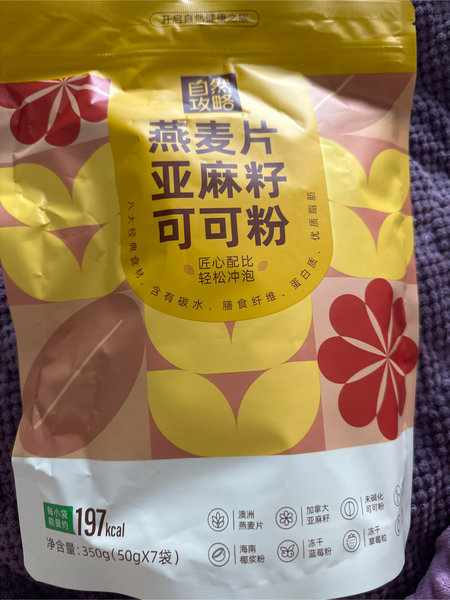 开启自然健康之旅
自然
攻略
燕麦片
亚麻籽
可可粉
匠心配比
轻松冲泡
八大经典食材，含有碳水、膳食纤维、蛋白质、优质脂肪
每小袋
能量约
197kcal
净含量: 350g(50gX7袋)
澳洲
燕麦片
加拿大
亚麻籽
未碱化
可可粉
海南
椰浆粉
冻干
蓝莓粉
冻干
草莓粒